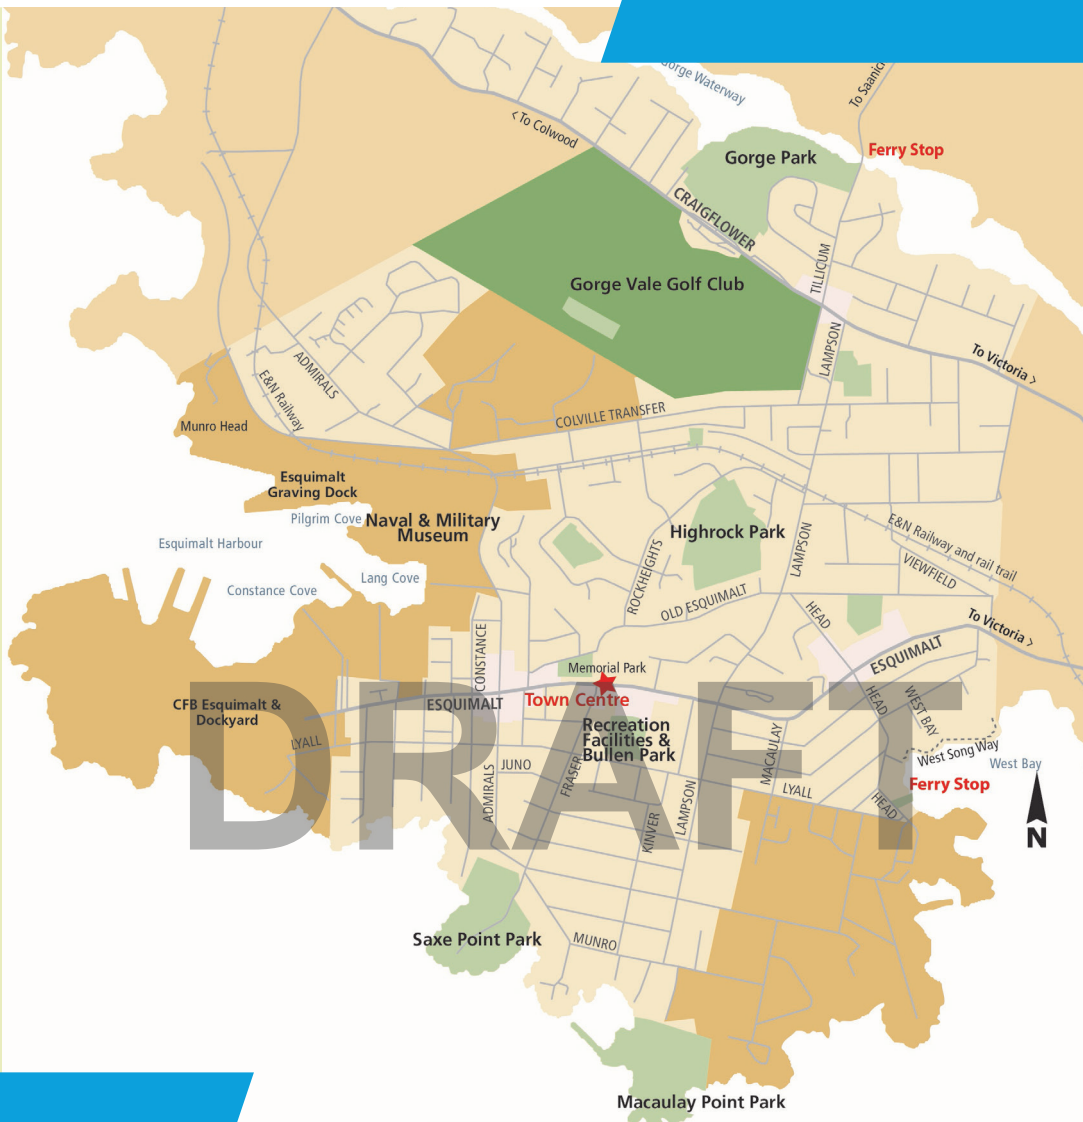 Gorge Waterway
To Saanich
< To Colwood
Gorge Park
Ferry Stop
CRAIGFLOWER
Gorge Vale Golf Club
TILLICUM
LAMPSON
To Victoria >
ADMIRALS
E&N Railway
COLVILLE TRANSFER
Munro Head
Esquimalt
Graving Dock
Pilgrim Cove
Naval & Military
Museum
Esquimalt Harbour
Highrock Park
LAMPSON
E&N Railway and rail trail
VIEWFIELD
Lang Cove
Constance Cove
ROCKHEIGHTS
OLD ESQUIMALT
HEAD
To Victoria >
CONSTANCE
Memorial Park
ESQUIMALT
CFB Esquimalt &
Dockyard
ESQUIMALT
Town Centre
HEAD
WEST BAY
Recreation
Facilities &
Bullen Park
LYALL
JUNO
ADMIRALS
FRASER
MACAULAY
West Song Way
West Bay
Ferry Stop
LYALL
HEAD
KINVER
LAMPSON
N
DRAFT
Saxe Point Park
MUNRO
Macaulay Point Park